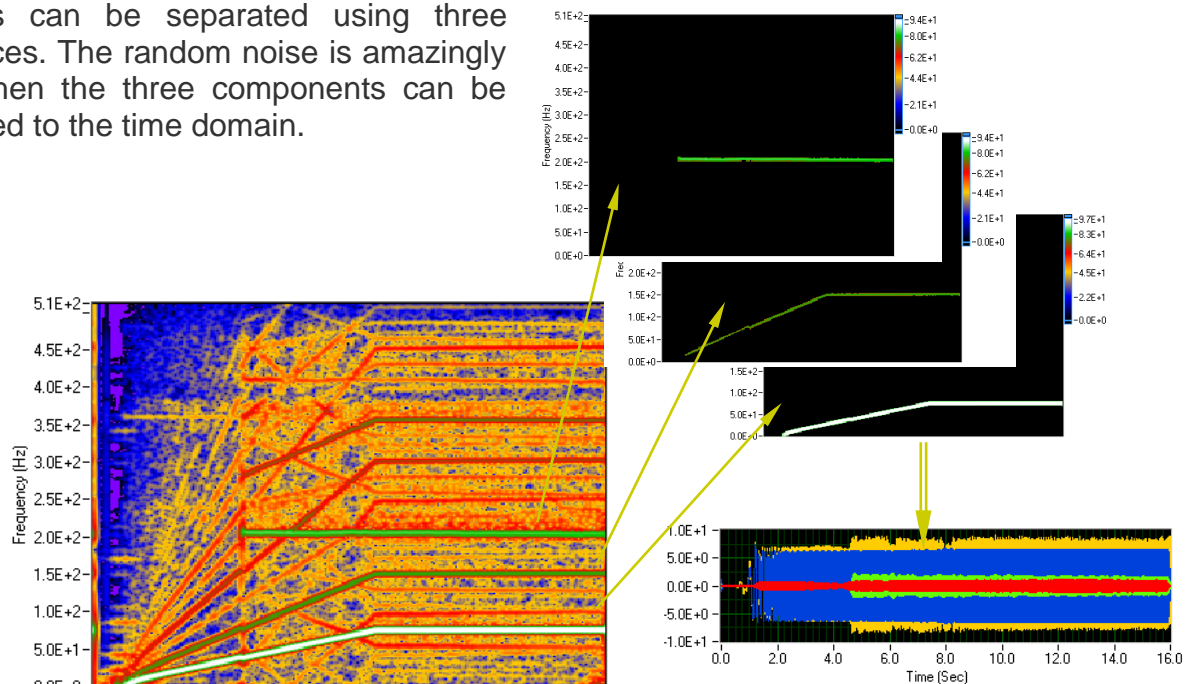 s can be separated using three
ces. The random noise is amazingly
hen the three components can be
ed to the time domain.
5.1E+2
4.5E+2
4.0E+2
3.5E+2
3.0E+2
2.5E+2
2.0E+2
1.5E+2
1.0E+2
5.0E+1
0.0E+0
Frequency (Hz)
9.4E+1
8.0E+1
6.2E+1
4.4E+1
2.1E+1
0.0E+0
Frec
2.0E+2
1.5E+2
1.0E+2
5.0E+1
0.0E+0
9.4E+1
8.0E+1
6.2E+1
4.4E+1
2.1E+1
0.0E+0
1.5E+2
1.0E+2
5.0E+1
0.0E+0
9.7E+1
8.3E+1
6.4E+1
4.5E+1
2.2E+1
0.0E+0
5.1E+2
4.5E+2
4.0E+2
3.5E+2
3.0E+2
2.5E+2
2.0E+2
1.5E+2
1.0E+2
5.0E+1
Frequency (Hz)
1.0E+1
5.0E+0
0.0E+0
-5.0E+0
-1.0E+1
0.0 2.0 4.0 6.0 8.0 10.0 12.0 14.0 16.0
Time (Sec)